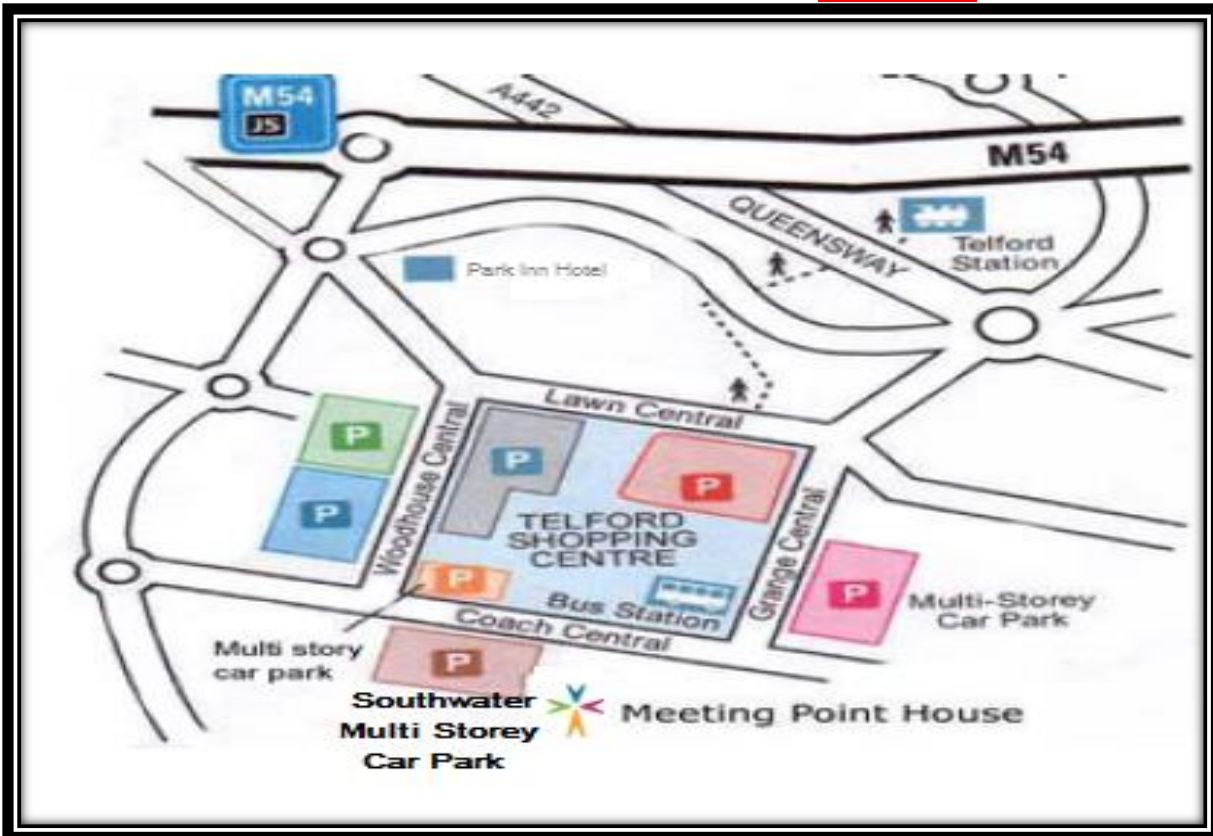 M54
J5
A442
M54
QUEENSWAY
Telford
Station
Park Inn Hotel
Lawn Central
Woodhouse Central
P
P
P
P
TELFORD
SHOPPING
CENTRE
Grange Central
P
Bus Station
P
Multi-Storey
Car Park
Coach Central
Multi story
car park
P
Southwater
Multi Storey
Car Park
Meeting Point House